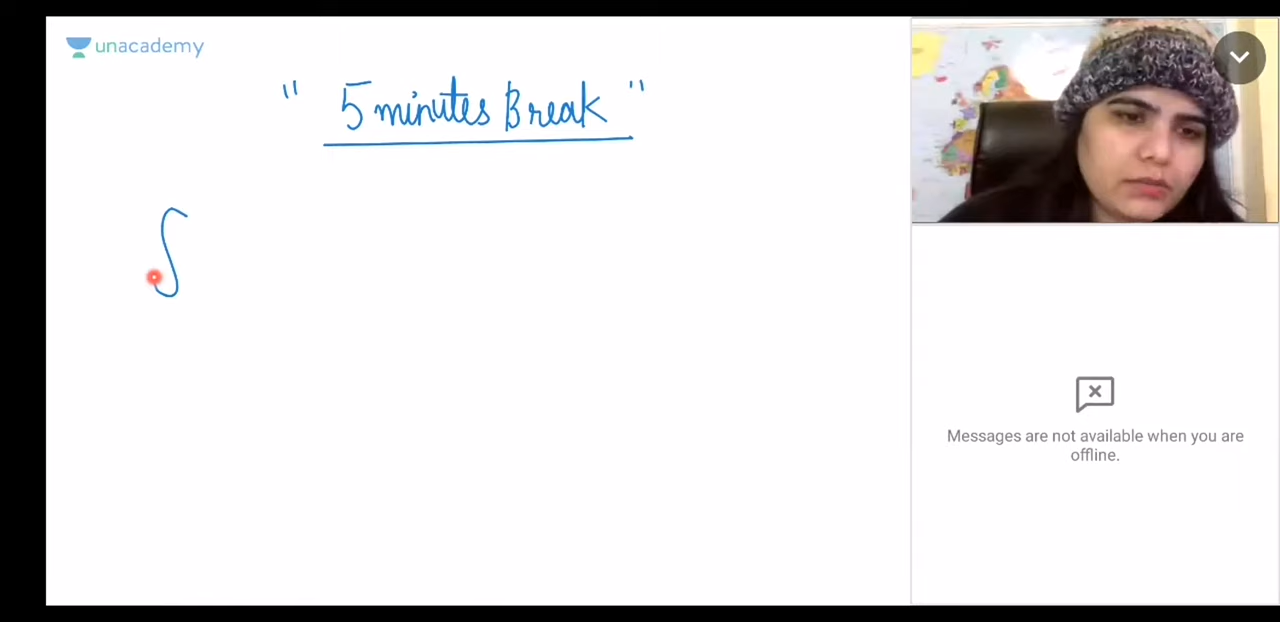 unacademy
" 5 minutes Break "
Messages are not available when you are
offline.